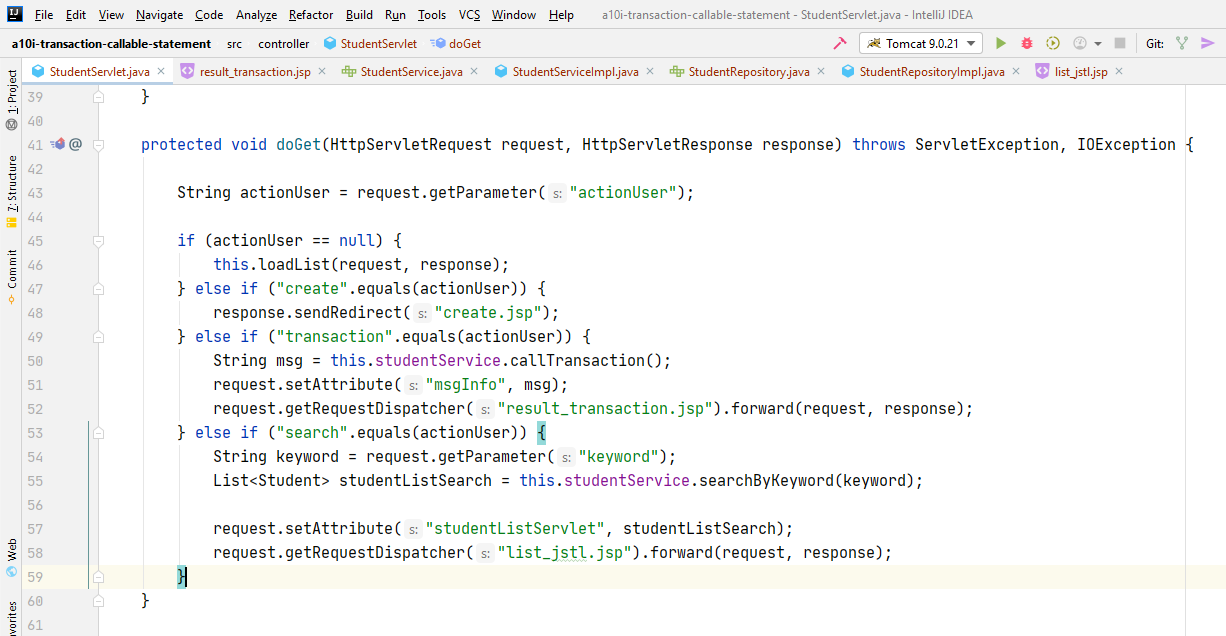 File Edit View Navigate Code Analyze Refactor Build Run Tools VCS Window Help a10i-transaction-callable-statement - StudentServlet.java - IntelliJ IDEA
a10i-transaction-callable-statement src controller StudentServlet doGet Tomcat 9.0.21 Git:
StudentServlet.java result_transaction.jsp StudentService.java StudentServiceImpl.java StudentRepository.java StudentRepositoryImpl.java list_jstl.jsp
1: Project
7: Structure
Commit
Web
39 }
40
41 @ protected void doGet(HttpServletRequest request, HttpServletResponse response) throws ServletException, IOException {
42
43 String actionUser = request.getParameter( s: "actionUser");
44
45 if (actionUser == null) {
46 this.loadList(request, response);
47 } else if ("create".equals(actionUser)) {
48 response.sendRedirect( s: "create.jsp");
49 } else if ("transaction".equals(actionUser)) {
50 String msg = this.studentService.callTransaction();
51 request.setAttribute( s: "msgInfo", msg);
52 request.getRequestDispatcher( s: "result_transaction.jsp").forward(request, response);
53 } else if ("search".equals(actionUser)) {
54 String keyword = request.getParameter( s: "keyword");
55 List<Student> studentListSearch = this.studentService.searchByKeyword(keyword);
56
57 request.setAttribute( s: "studentListServlet", studentListSearch);
58 request.getRequestDispatcher( s: "list_jstl.jsp").forward(request, response);
59 }
60 }
61